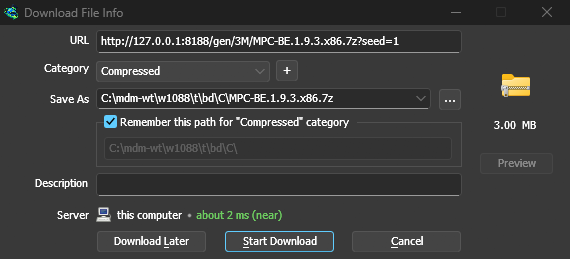 Download File Info
URL http://127.0.0.1:8188/gen/3M/MPC-BE.1.9.3.x86.7z?seed=1
Category Compressed +
Save As C:\mdm-wt\w1088\t\bd\C\MPC-BE.1.9.3.x86.7z ...
Remember this path for "Compressed" category
C:\mdm-wt\w1088\t\bd\C\
3.00 MB
Preview
Description
Server this computer • about 2 ms (near)
Download Later Start Download Cancel